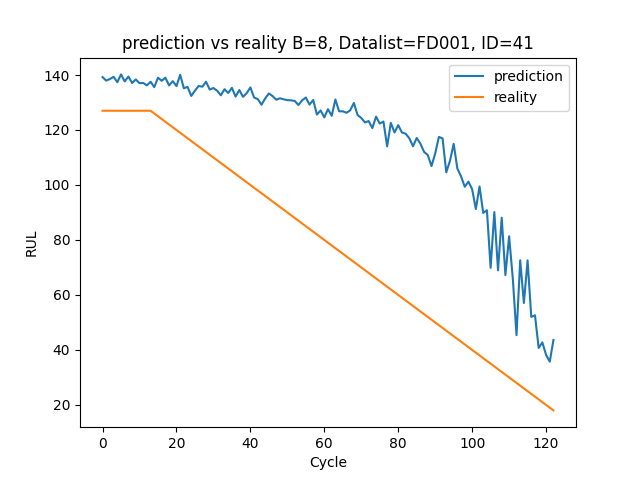 prediction vs reality B=8, Datalist=FD001, ID=41
prediction
reality
RUL
140
120
100
80
60
40
20
0 20 40 60 80 100 120
Cycle